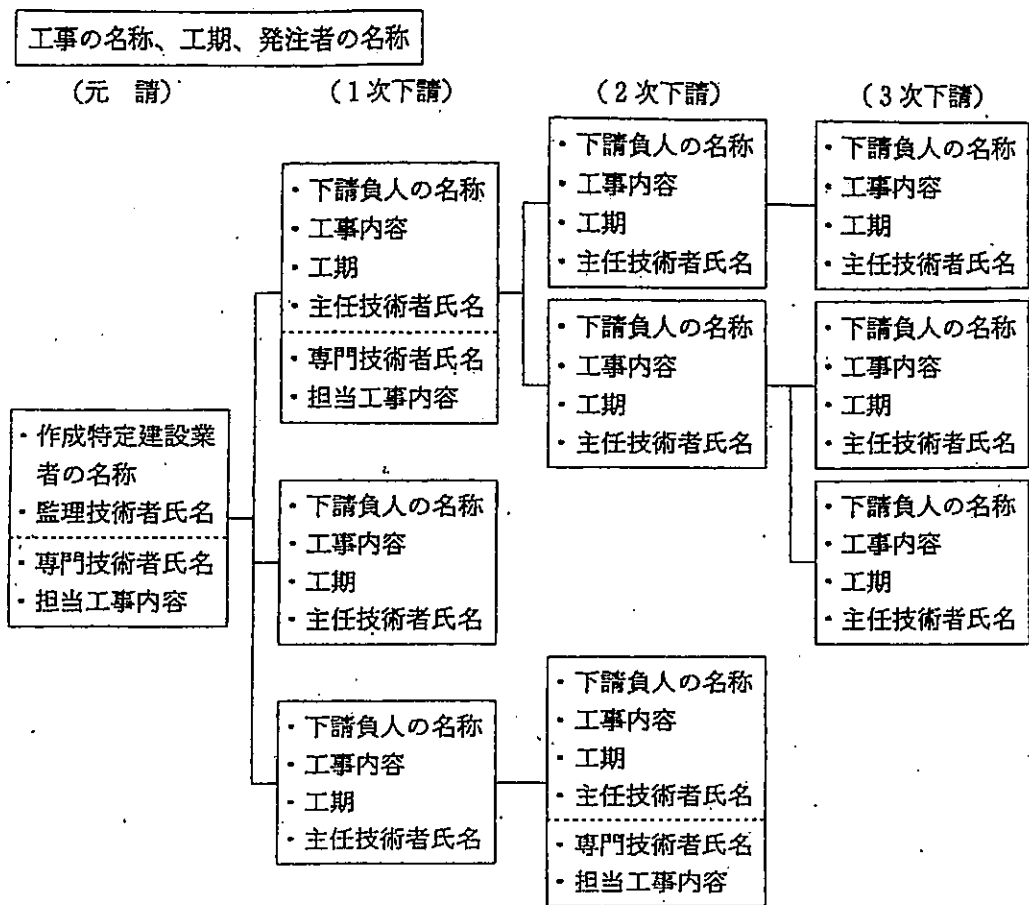 工事の名称、工期、発注者の名称
(元 請)
(1次下請)
(2次下請)
(3次下請)
・作成特定建設業
者の名称
・監理技術者氏名
・専門技術者氏名
・担当工事内容
・下請負人の名称
・工事内容
・工期
・主任技術者氏名
・専門技術者氏名
・担当工事内容
・下請負人の名称
・工事内容
・工期
・主任技術者氏名
・下請負人の名称
・工事内容
・工期
・主任技術者氏名
・下請負人の名称
・工事内容
・工期
・主任技術者氏名
・下請負人の名称
・工事内容
・工期
・主任技術者氏名
・下請負人の名称
・工事内容
・工期
・主任技術者氏名
・専門技術者氏名
・担当工事内容
・下請負人の名称
・工事内容
・工期
・主任技術者氏名
・下請負人の名称
・工事内容
・工期
・主任技術者氏名
・下請負人の名称
・工事内容
・工期
・主任技術者氏名